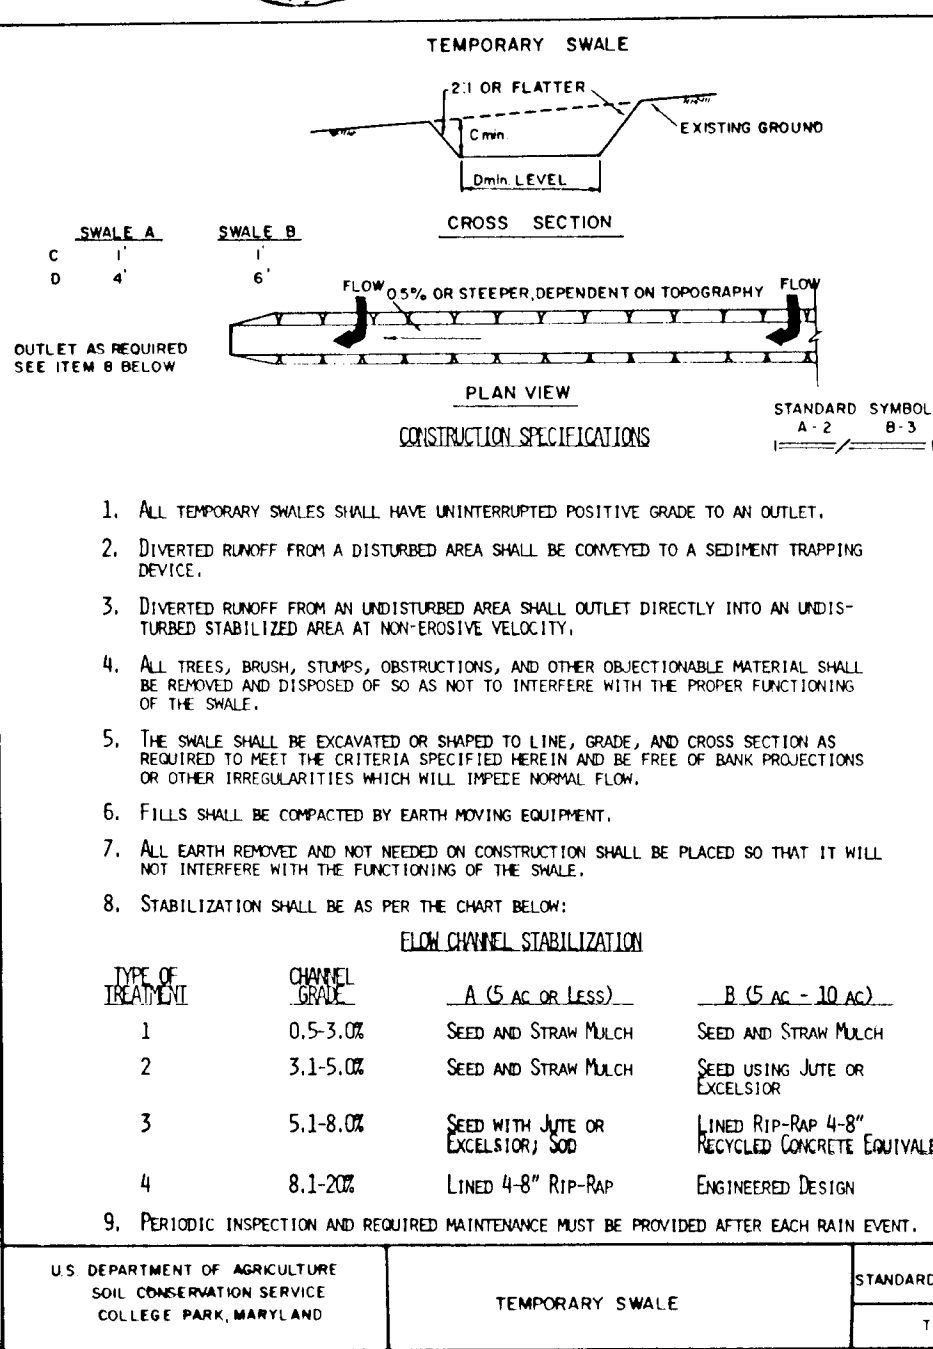 TEMPORARY SWALE
2:1 OR FLATTER
C min.
EXISTING GROUND
Dmin. LEVEL
CROSS SECTION
SWALE A SWALE B
C 1' 1'
D 4' 6'
FLOW 0.5% OR STEEPER, DEPENDENT ON TOPOGRAPHY FLOW
OUTLET AS REQUIRED
SEE ITEM 8 BELOW
PLAN VIEW
STANDARD SYMBOL
A-2 B-3
CONSTRUCTION SPECIFICATIONS
1. ALL TEMPORARY SWALES SHALL HAVE UNINTERRUPTED POSITIVE GRADE TO AN OUTLET.
2. DIVERTED RUNOFF FROM A DISTURBED AREA SHALL BE CONVEYED TO A SEDIMENT TRAPPING
DEVICE.
3. DIVERTED RUNOFF FROM AN UNDISTURBED AREA SHALL OUTLET DIRECTLY INTO AN UNDIS-
TURBED STABILIZED AREA AT NON-EROSIVE VELOCITY.
4. ALL TREES, BRUSH, STUMPS, OBSTRUCTIONS, AND OTHER OBJECTIONABLE MATERIAL SHALL
BE REMOVED AND DISPOSED OF SO AS NOT TO INTERFERE WITH THE PROPER FUNCTIONING
OF THE SWALE.
5. THE SWALE SHALL BE EXCAVATED OR SHAPED TO LINE, GRADE, AND CROSS SECTION AS
REQUIRED TO MEET THE CRITERIA SPECIFIED HEREIN AND BE FREE OF BANK PROJECTIONS
OR OTHER IRREGULARITIES WHICH WILL IMPEDE NORMAL FLOW.
6. FILLS SHALL BE COMPACTED BY EARTH MOVING EQUIPMENT.
7. ALL EARTH REMOVED AND NOT NEEDED ON CONSTRUCTION SHALL BE PLACED SO THAT IT WILL
NOT INTERFERE WITH THE FUNCTIONING OF THE SWALE.
8. STABILIZATION SHALL BE AS PER THE CHART BELOW:
FLOW CHANNEL STABILIZATION
TYPE OF CHANNEL
TREATMENT GRADE A (5 AC OR LESS) B (5 AC - 10 AC)
1 0.5-3.0% SEED AND STRAW MULCH SEED AND STRAW MULCH
2 3.1-5.0% SEED AND STRAW MULCH SEED USING JUTE OR
EXCELSIOR
3 5.1-8.0% SEED WITH JUTE OR LINED RIP-RAP 4-8"
EXCELSIOR; SOD RECYCLED CONCRETE EQUIVALE
4 8.1-20% LINED 4-8" RIP-RAP ENGINEERED DESIGN
9. PERIODIC INSPECTION AND REQUIRED MAINTENANCE MUST BE PROVIDED AFTER EACH RAIN EVENT.
U.S. DEPARTMENT OF AGRICULTURE
SOIL CONSERVATION SERVICE
COLLEGE PARK, MARYLAND
TEMPORARY SWALE
STANDARD
T